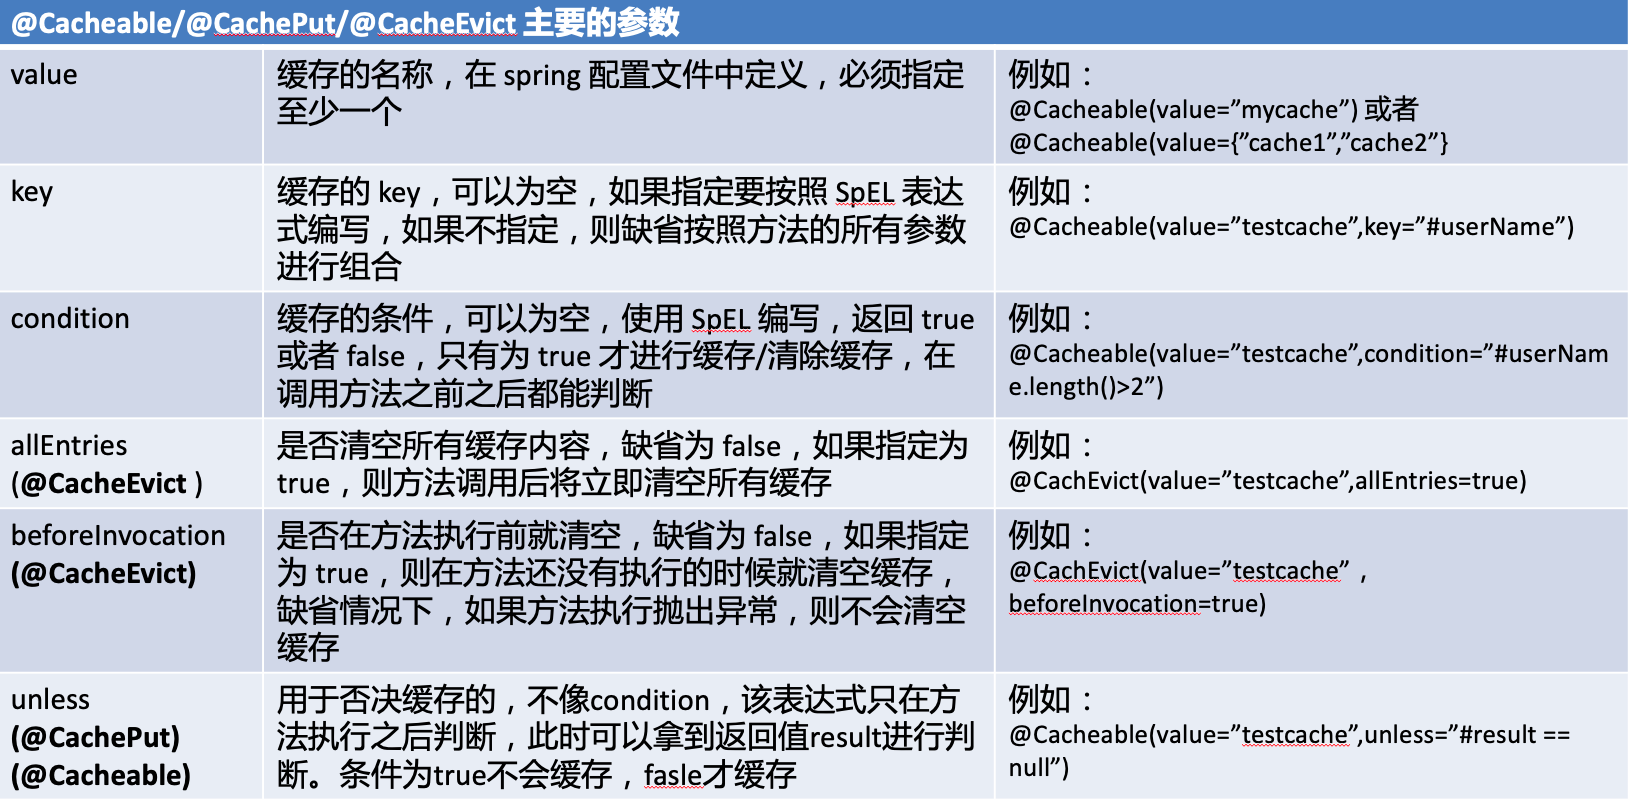 @Cacheable/@CachePut/@CacheEvict 主要的参数
value
缓存的名称，在 spring 配置文件中定义，必须指定
至少一个
例如：
@Cacheable(value=”mycache”) 或者
@Cacheable(value={”cache1”,”cache2”}
key
缓存的 key，可以为空，如果指定要按照 SpEL 表达
式编写，如果不指定，则缺省按照方法的所有参数
进行组合
例如：
@Cacheable(value=”testcache”,key=”#userName”)
condition
缓存的条件，可以为空，使用 SpEL 编写，返回 true
或者 false，只有为 true 才进行缓存/清除缓存，在
调用方法之前之后都能判断
例如：
@Cacheable(value=”testcache”,condition=”#userNam
e.length()>2”)
allEntries
(@CacheEvict )
是否清空所有缓存内容，缺省为 false，如果指定为
true，则方法调用后将立即清空所有缓存
例如：
@CachEvict(value=”testcache”,allEntries=true)
beforeInvocation
(@CacheEvict)
是否在方法执行前就清空，缺省为 false，如果指定
为 true，则在方法还没有执行的时候就清空缓存，
缺省情况下，如果方法执行抛出异常，则不会清空
缓存
例如：
@CachEvict(value=”testcache”，
beforeInvocation=true)
unless
(@CachePut)
(@Cacheable)
用于否决缓存的，不像condition，该表达式只在方
法执行之后判断，此时可以拿到返回值result进行判
断。条件为true不会缓存，fasle才缓存
例如：
@Cacheable(value=”testcache”,unless=”#result ==
null”)